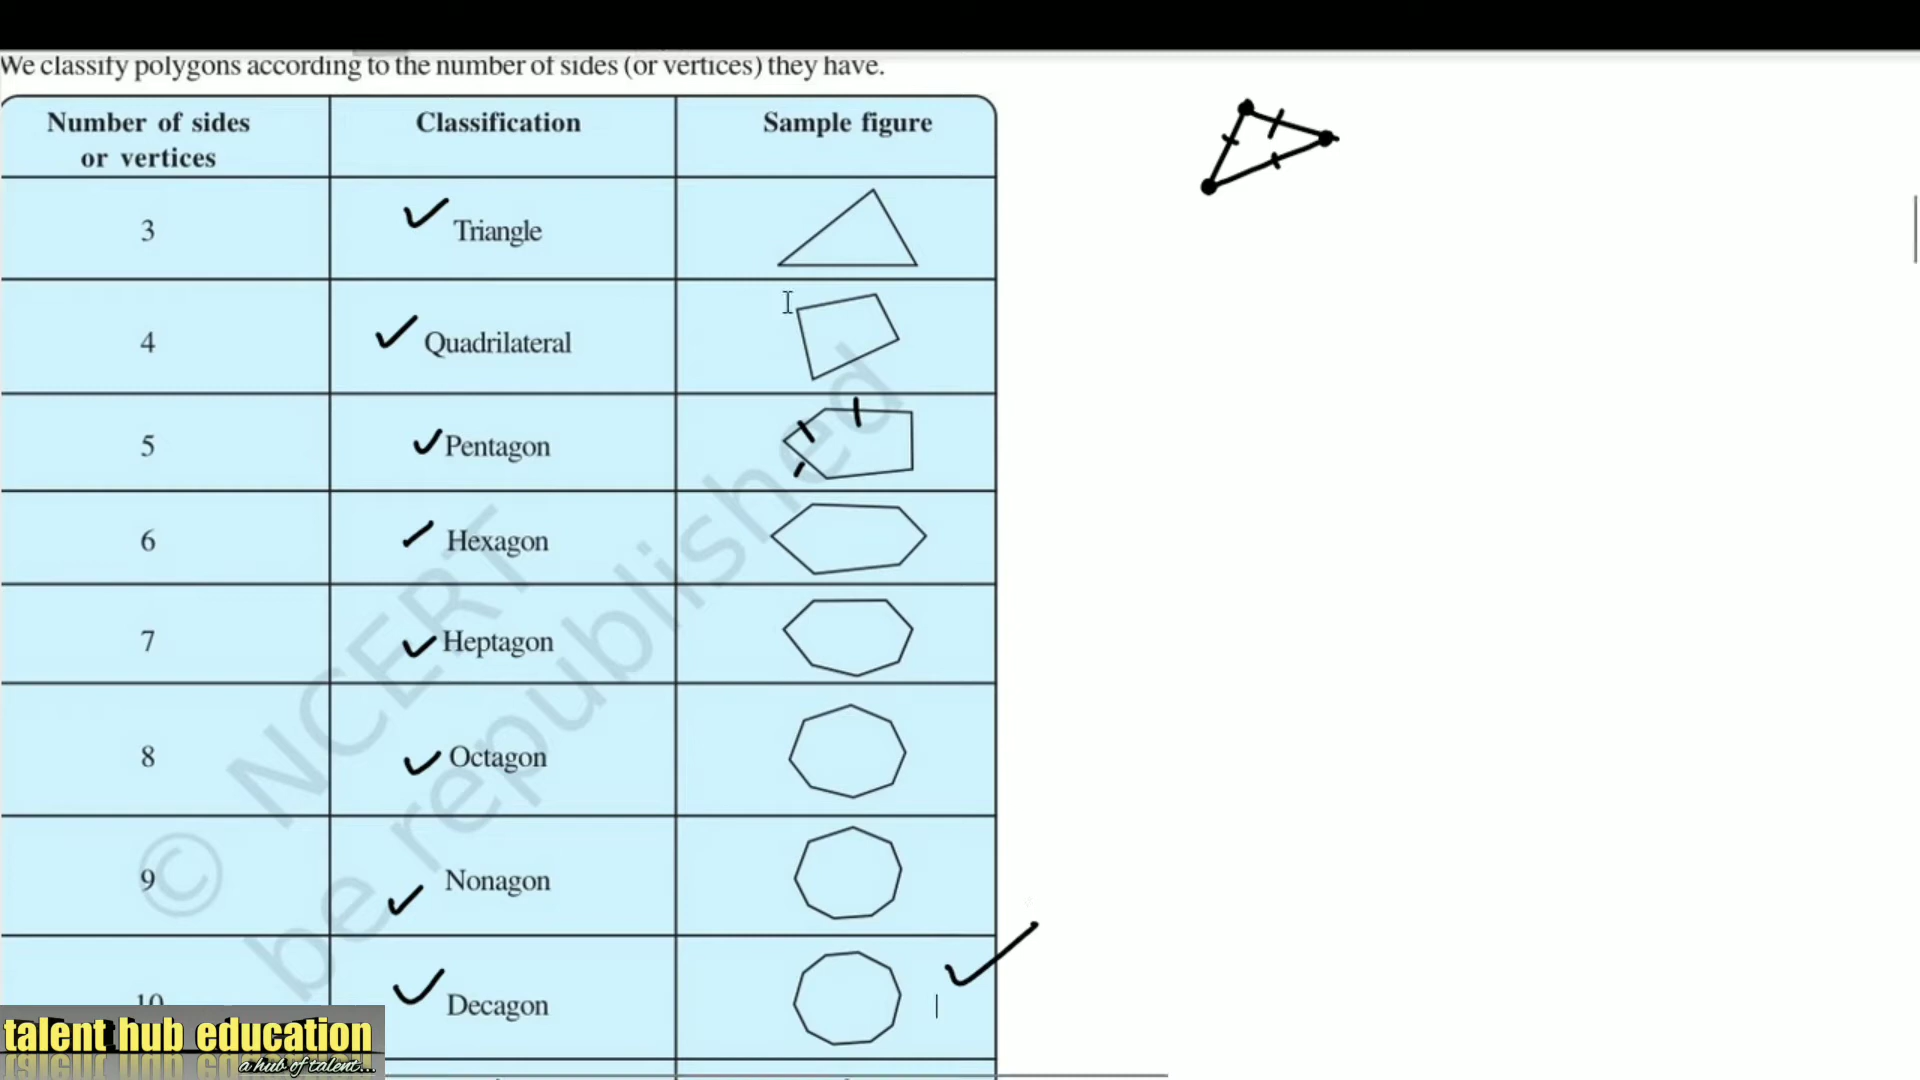 We classify polygons according to the number of sides (or vertices) they have.
Number of sides or vertices Classification Sample figure
3 Triangle
4 Quadrilateral
5 Pentagon
6 Hexagon
7 Heptagon
8 Octagon
9 Nonagon
10 Decagon
© NCERT
be republished
talent hub education
a hub of talent...